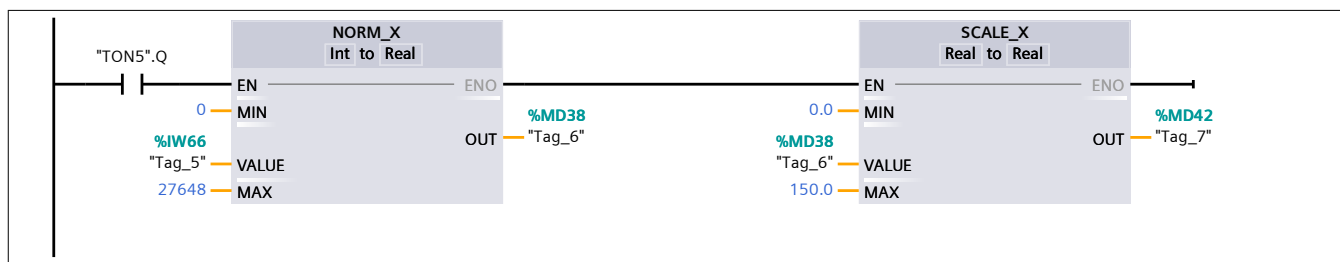 "TON5".Q
NORM_X
Int to Real
EN ENO
0 MIN
%IW66
"Tag_5" VALUE
27648 MAX
OUT
%MD38
"Tag_6"
SCALE_X
Real to Real
EN ENO
0.0 MIN
%MD38
"Tag_6" VALUE
150.0 MAX
OUT
%MD42
"Tag_7"